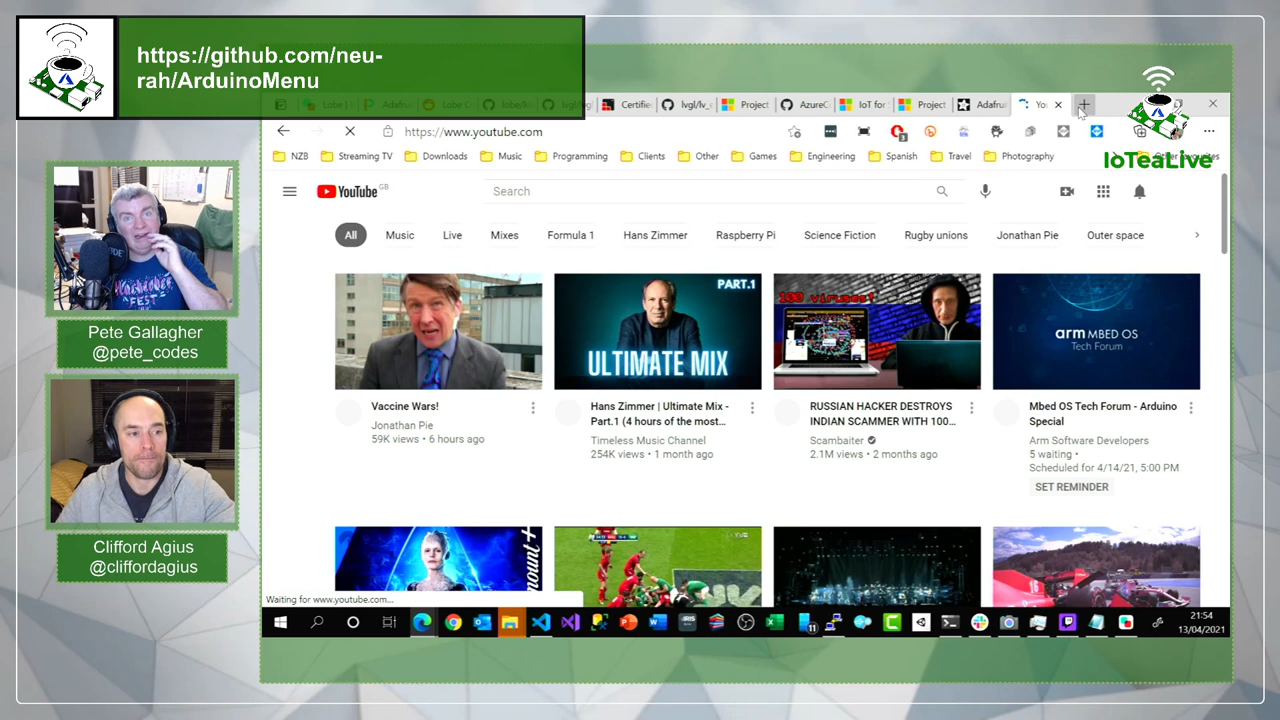 https://github.com/neu-
rah/ArduinoMenu
Certifie
lvgl/lv_
Project
AzureC
IoT for
Project
Adafrui
https://www.youtube.com
IoTeaLive
NZB
Streaming TV
Downloads
Music
Programming
Clients
Other
Games
Engineering
Spanish
Travel
Photography
YouTube GB
Search
All
Music
Live
Mixes
Formula 1
Hans Zimmer
Raspberry Pi
Science Fiction
Rugby unions
Jonathan Pie
Outer space
PART.1
ULTIMATE MIX
100 viruses!
arm MBED OS
Tech Forum
Pete Gallagher
@pete_codes
Vaccine Wars!
Jonathan Pie
59K views • 6 hours ago
Hans Zimmer | Ultimate Mix -
Part.1 (4 hours of the most...
Timeless Music Channel
254K views • 1 month ago
RUSSIAN HACKER DESTROYS
INDIAN SCAMMER WITH 100...
Scambaiter
2.1M views • 2 months ago
Mbed OS Tech Forum - Arduino
Special
Arm Software Developers
5 waiting •
Scheduled for 4/14/21, 5:00 PM
SET REMINDER
Clifford Agius
@cliffordagius
Waiting for www.youtube.com...
21:54
13/04/2021